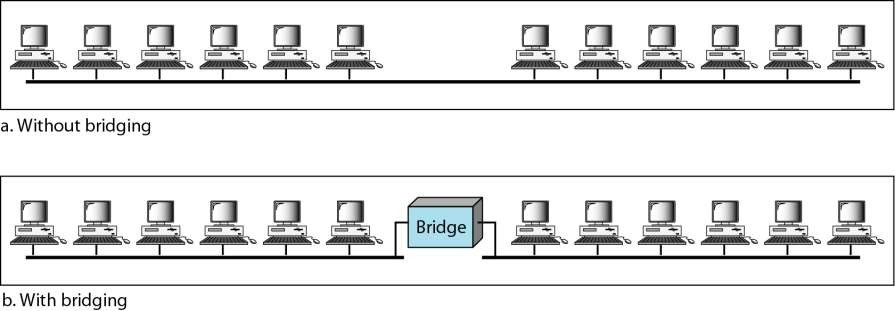 a. Without bridging
Bridge
b. With bridging